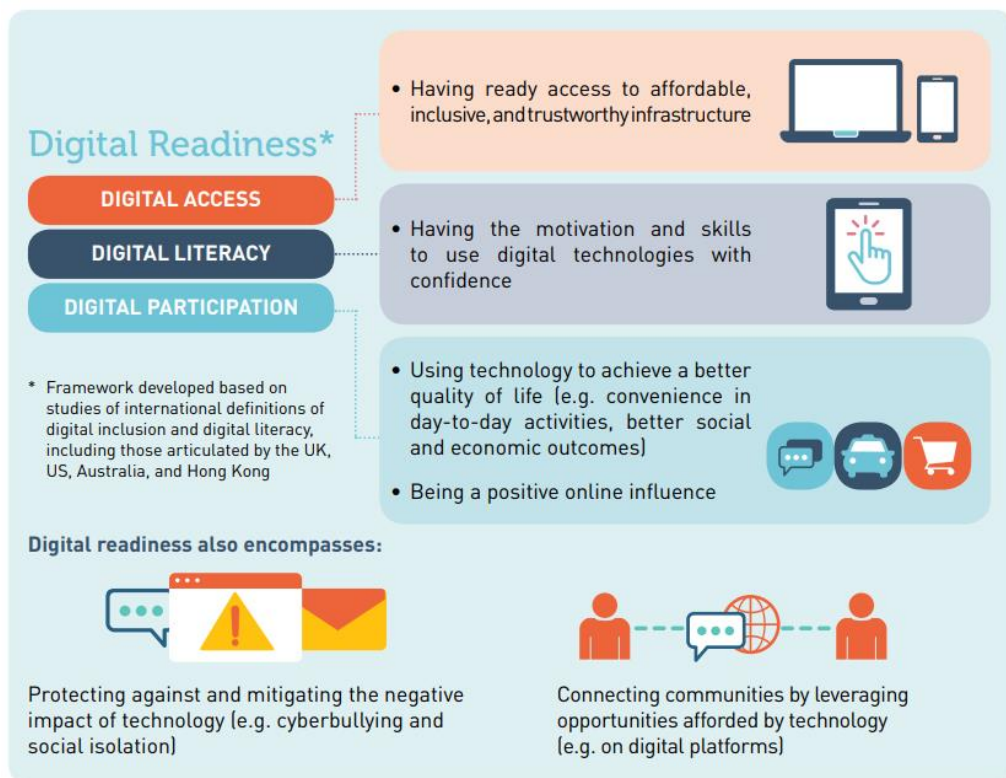 Digital Readiness*
DIGITAL ACCESS
DIGITAL LITERACY
DIGITAL PARTICIPATION
* Framework developed based on
studies of international definitions of
digital inclusion and digital literacy,
including those articulated by the UK,
US, Australia, and Hong Kong
• Having ready access to affordable,
inclusive, and trustworthy infrastructure
• Having the motivation and skills
to use digital technologies with
confidence
• Using technology to achieve a better
quality of life (e.g. convenience in
day-to-day activities, better social
and economic outcomes)
• Being a positive online influence
Digital readiness also encompasses:
Protecting against and mitigating the negative
impact of technology (e.g. cyberbullying and
social isolation)
Connecting communities by leveraging
opportunities afforded by technology
(e.g. on digital platforms)